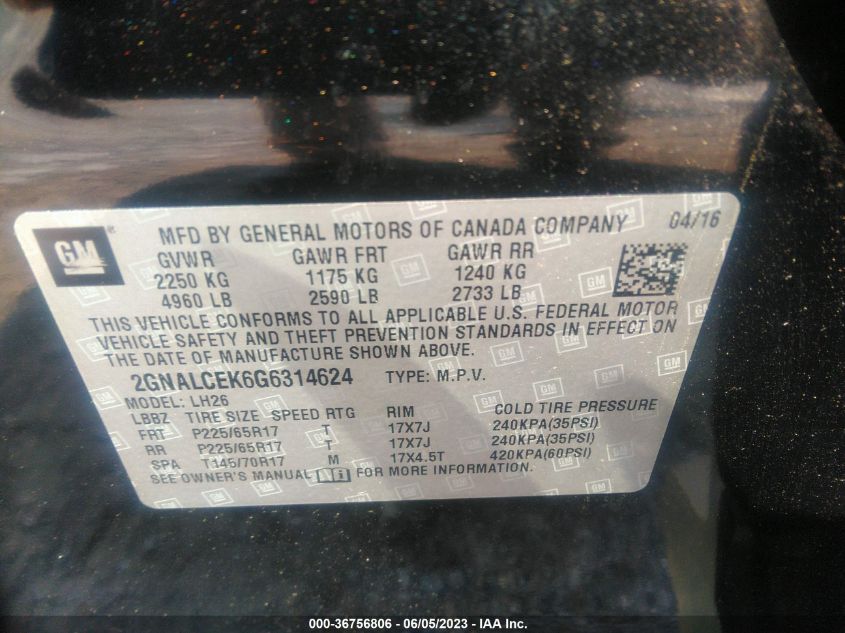 GM ®
MFD BY GENERAL MOTORS OF CANADA COMPANY 04/16
GVWR GAWR FRT GAWR RR
2250 KG 1175 KG 1240 KG
4960 LB 2590 LB 2733 LB
THIS VEHICLE CONFORMS TO ALL APPLICABLE U.S. FEDERAL MOTOR
VEHICLE SAFETY AND THEFT PREVENTION STANDARDS IN EFFECT ON
THE DATE OF MANUFACTURE SHOWN ABOVE.
2GNALCEK6G6314624 TYPE: M.P.V.
MODEL: LH26
LBBZ TIRE SIZE SPEED RTG RIM COLD TIRE PRESSURE
FRT P225/65R17 T 17X7J 240KPA(35PSI)
RR P225/65R17 T 17X7J 240KPA(35PSI)
SPA T145/70R17 M 17X4.5T 420KPA(60PSI)
SEE OWNER'S MANUAL FOR MORE INFORMATION.
000-36756806 - 06/05/2023 - IAA Inc.